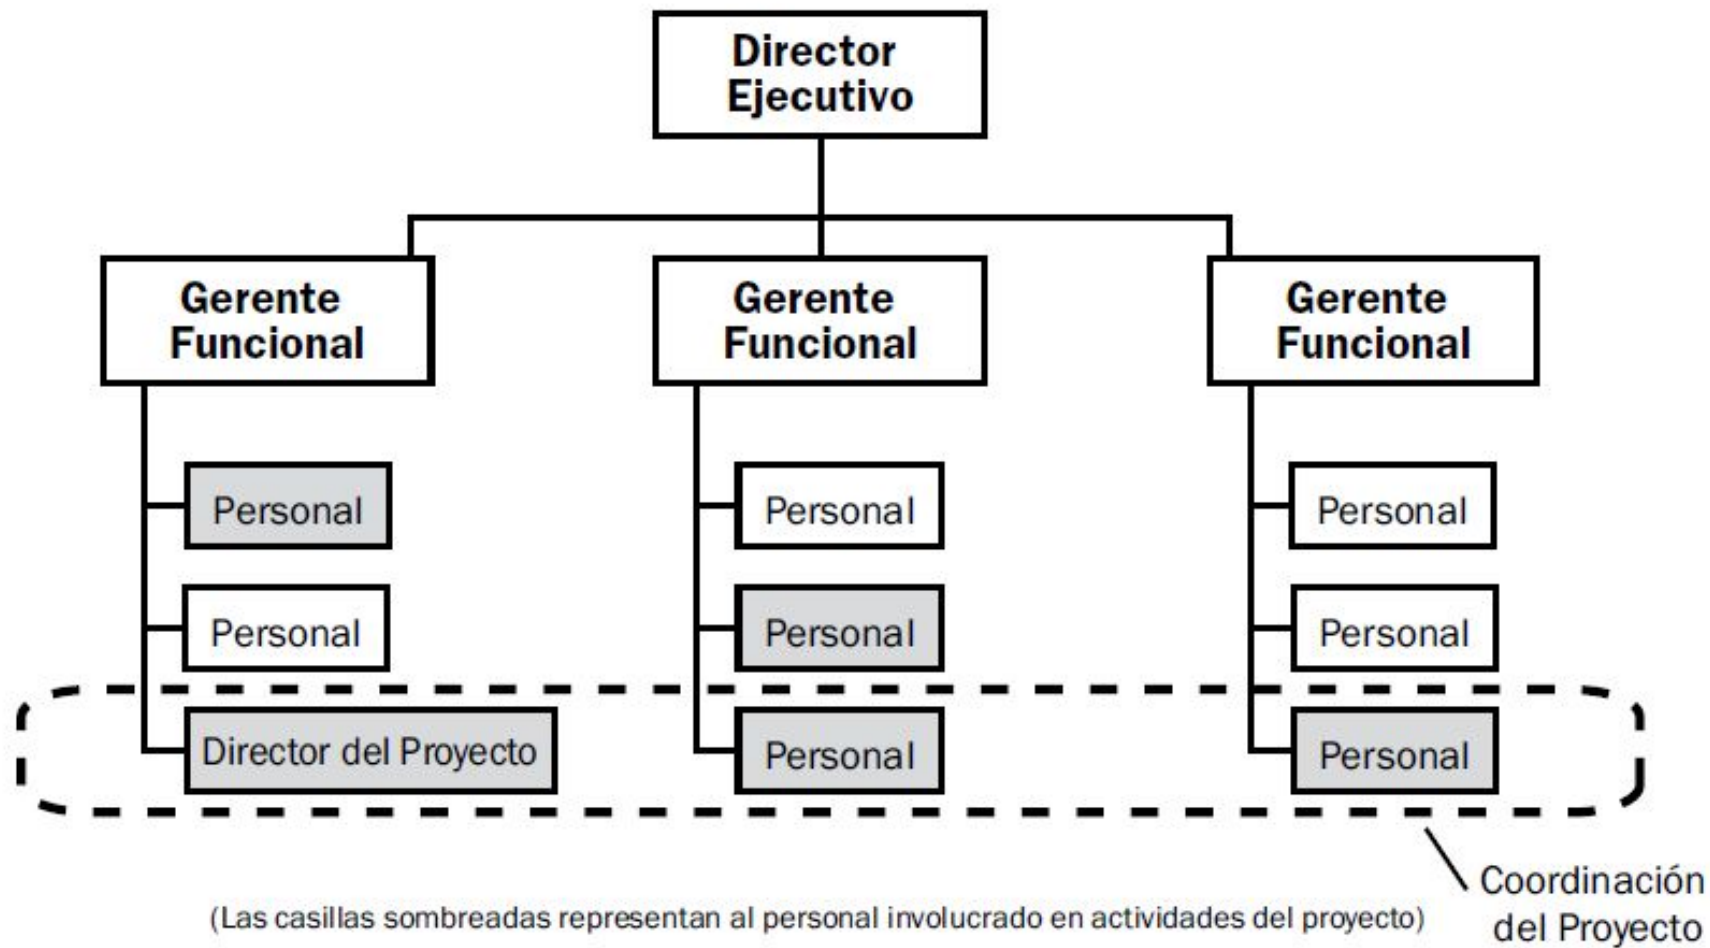 Director
Ejecutivo
Gerente
Funcional
Gerente
Funcional
Gerente
Funcional
Personal
Personal
Personal
Personal
Personal
Personal
Director del Proyecto
Personal
Personal
Coordinación
del Proyecto
(Las casillas sombreadas representan al personal involucrado en actividades del proyecto)